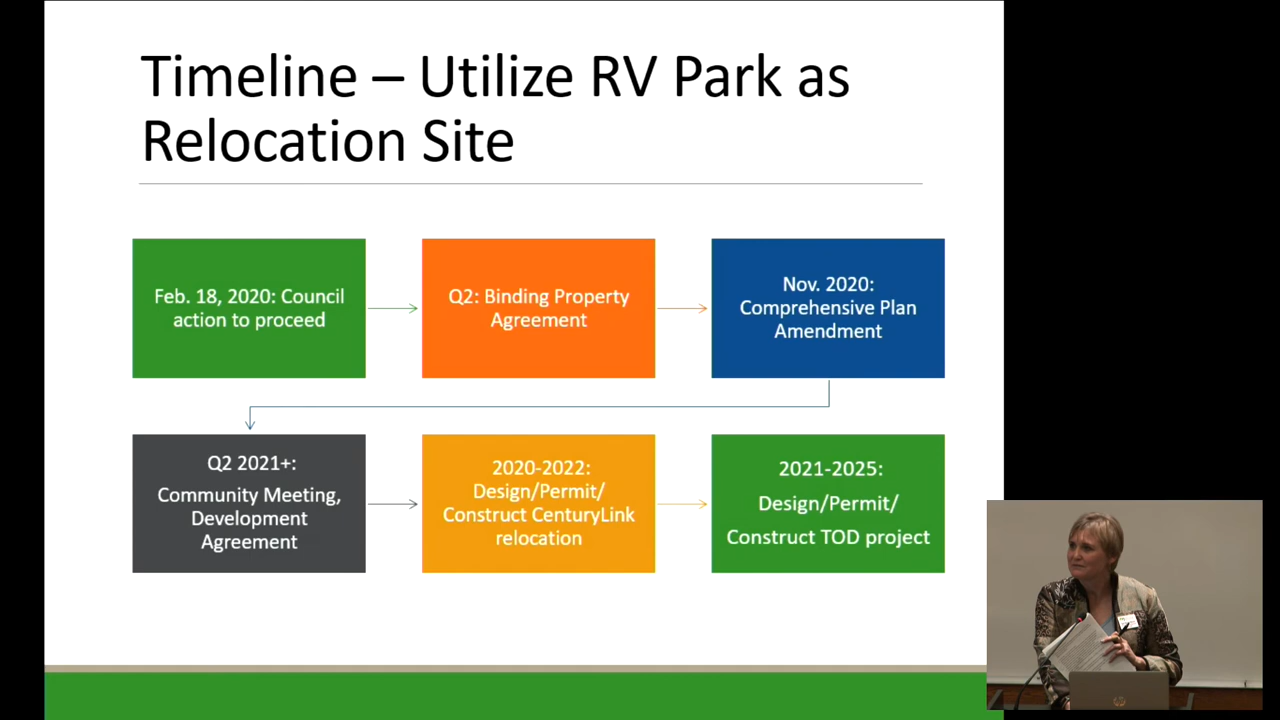 Timeline – Utilize RV Park as
Relocation Site
Feb. 18, 2020: Council
action to proceed
Q2: Binding Property
Agreement
Nov. 2020:
Comprehensive Plan
Amendment
Q2 2021+:
Community Meeting,
Development
Agreement
2020-2022:
Design/Permit/
Construct CenturyLink
relocation
2021-2025:
Design/Permit/
Construct TOD project
hp